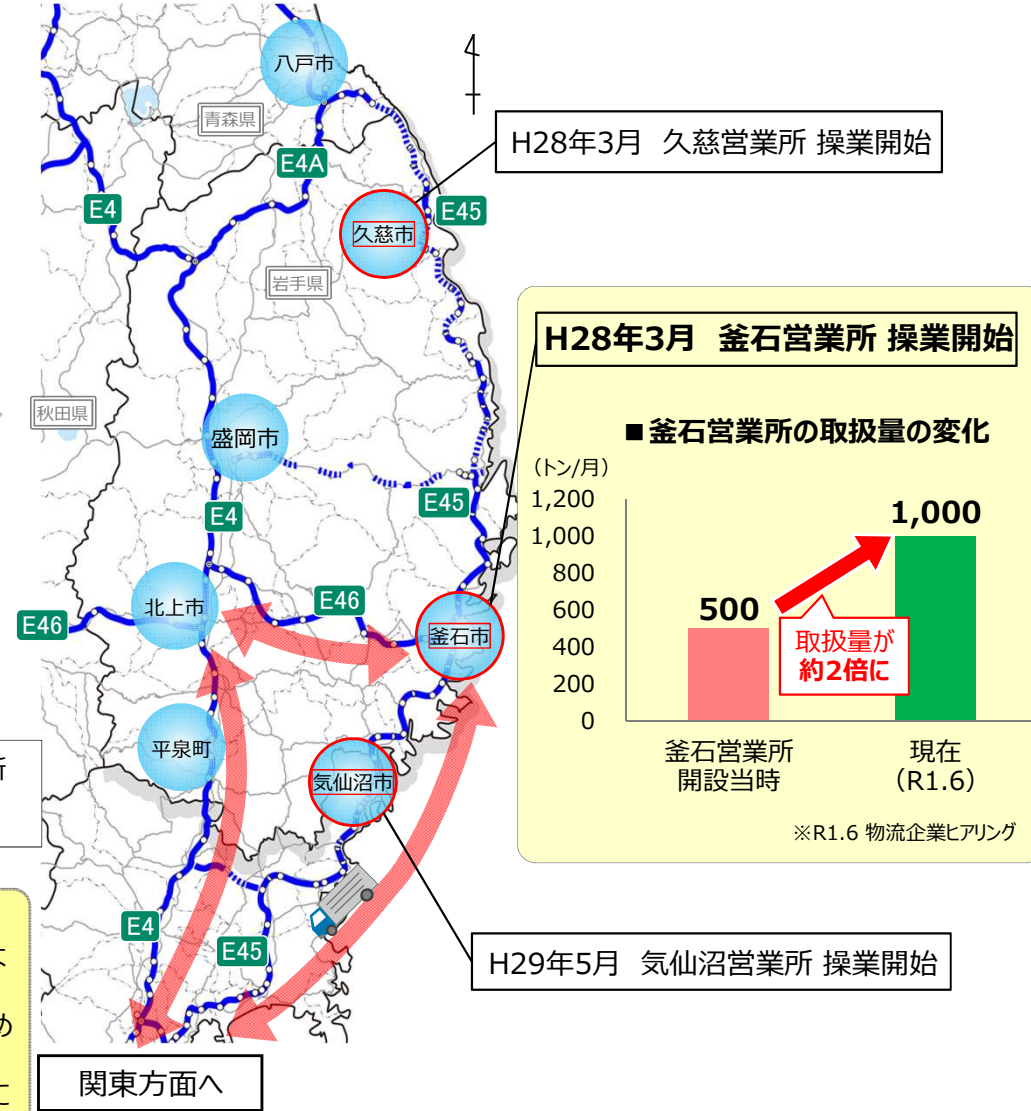 八戸市
青森県
H28年3月 久慈営業所 操業開始
E4A
E4
E45
久慈市
岩手県
H28年3月 釜石営業所 操業開始
秋田県
盛岡市
■釜石営業所の取扱量の変化
(トン/月)
1,200
1,000
800
600
400
200
0
1,000
500
取扱量が
約2倍に
釜石営業所
開設当時
現在
(R1.6)
※R1.6 物流企業ヒアリング
E45
E4
北上市
E46
E46
釜石市
平泉町
気仙沼市
所
E4
E45
H29年5月 気仙沼営業所 操業開始
よ
め
に
関東方面へ